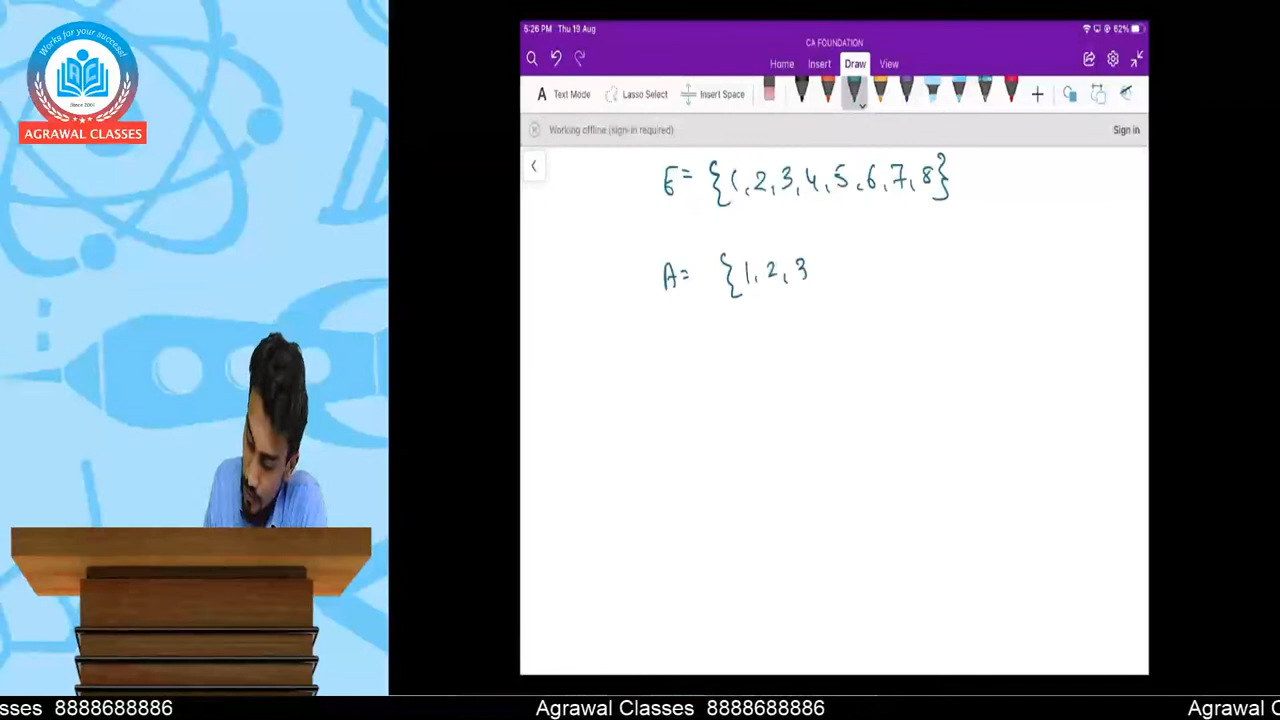 Works for your success!
AEC
Since 2001
AGRAWAL CLASSES
5:26 PM Thu 19 Aug
62%
CA FOUNDATION
Home Insert Draw View
Text Mode Lasso Select Insert Space
Working offline (sign-in required) Sign in
E = {1, 2, 3, 4, 5, 6, 7, 8}
A = {1, 2, 3
sses 8888688886 Agrawal Classes 8888688886 Agrawal C